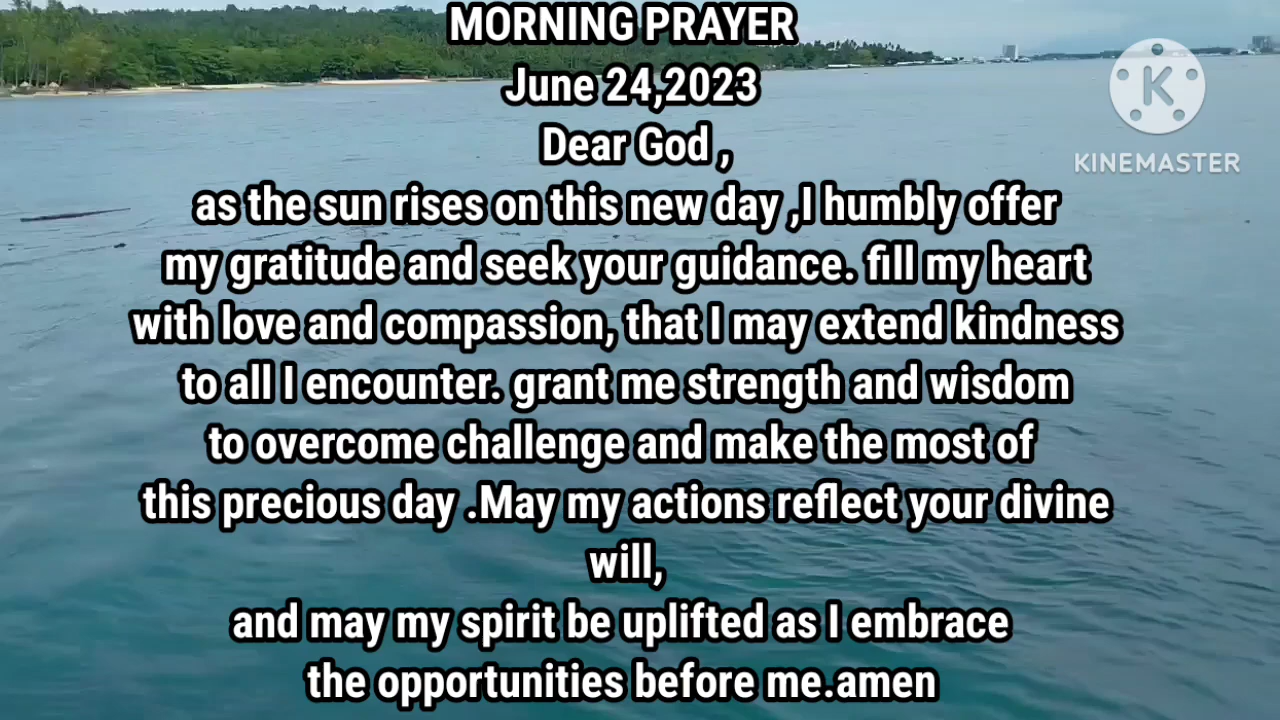 MORNING PRAYER
June 24,2023
Dear God ,
as the sun rises on this new day ,I humbly offer
my gratitude and seek your guidance. fill my heart
with love and compassion, that I may extend kindness
to all I encounter. grant me strength and wisdom
to overcome challenge and make the most of
this precious day .May my actions reflect your divine
will,
and may my spirit be uplifted as I embrace
the opportunities before me.amen
K
KINEMASTER